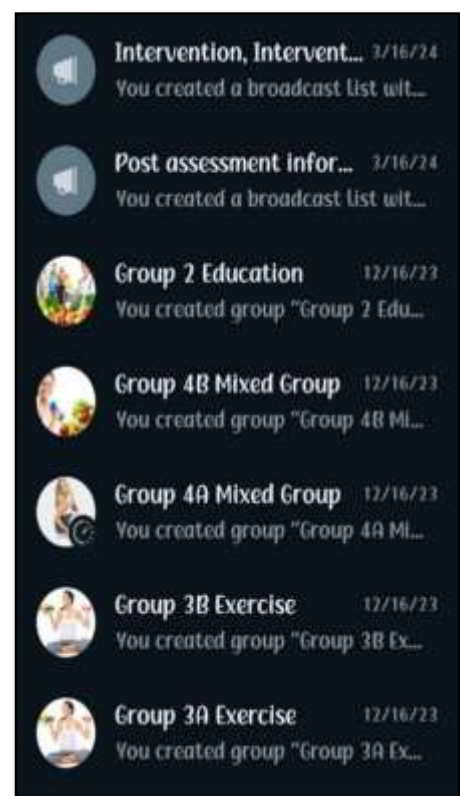 Intervention, Intervent... 3/16/24
You created a broadcast list wit...
Post assessment infor... 3/16/24
You created a broadcast list wit...
Group 2 Education 12/16/23
You created group "Group 2 Edu...
Group 4B Mixed Group 12/16/23
You created group "Group 4B Mi...
Group 4A Mixed Group 12/16/23
You created group "Group 4A Mi...
Group 3B Exercise 12/16/23
You created group "Group 3B Ex...
Group 3A Exercise 12/16/23
You created group "Group 3A Ex...